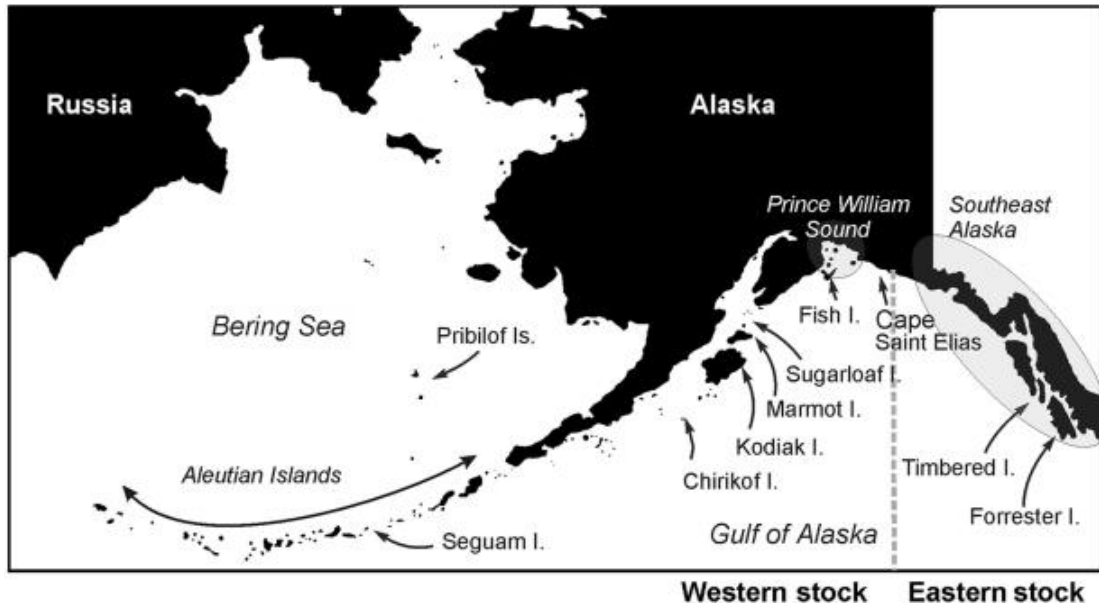 Russia
Alaska
Prince William
Sound
Southeast
Alaska
Bering Sea
Pribilof Is.
Fish I.
Cape
Saint Elias
Sugarloaf I.
Marmot I.
Kodiak I.
Chirikof I.
Timbered I.
Forrester I.
Aleutian Islands
Seguam I.
Gulf of Alaska
Western stock
Eastern stock